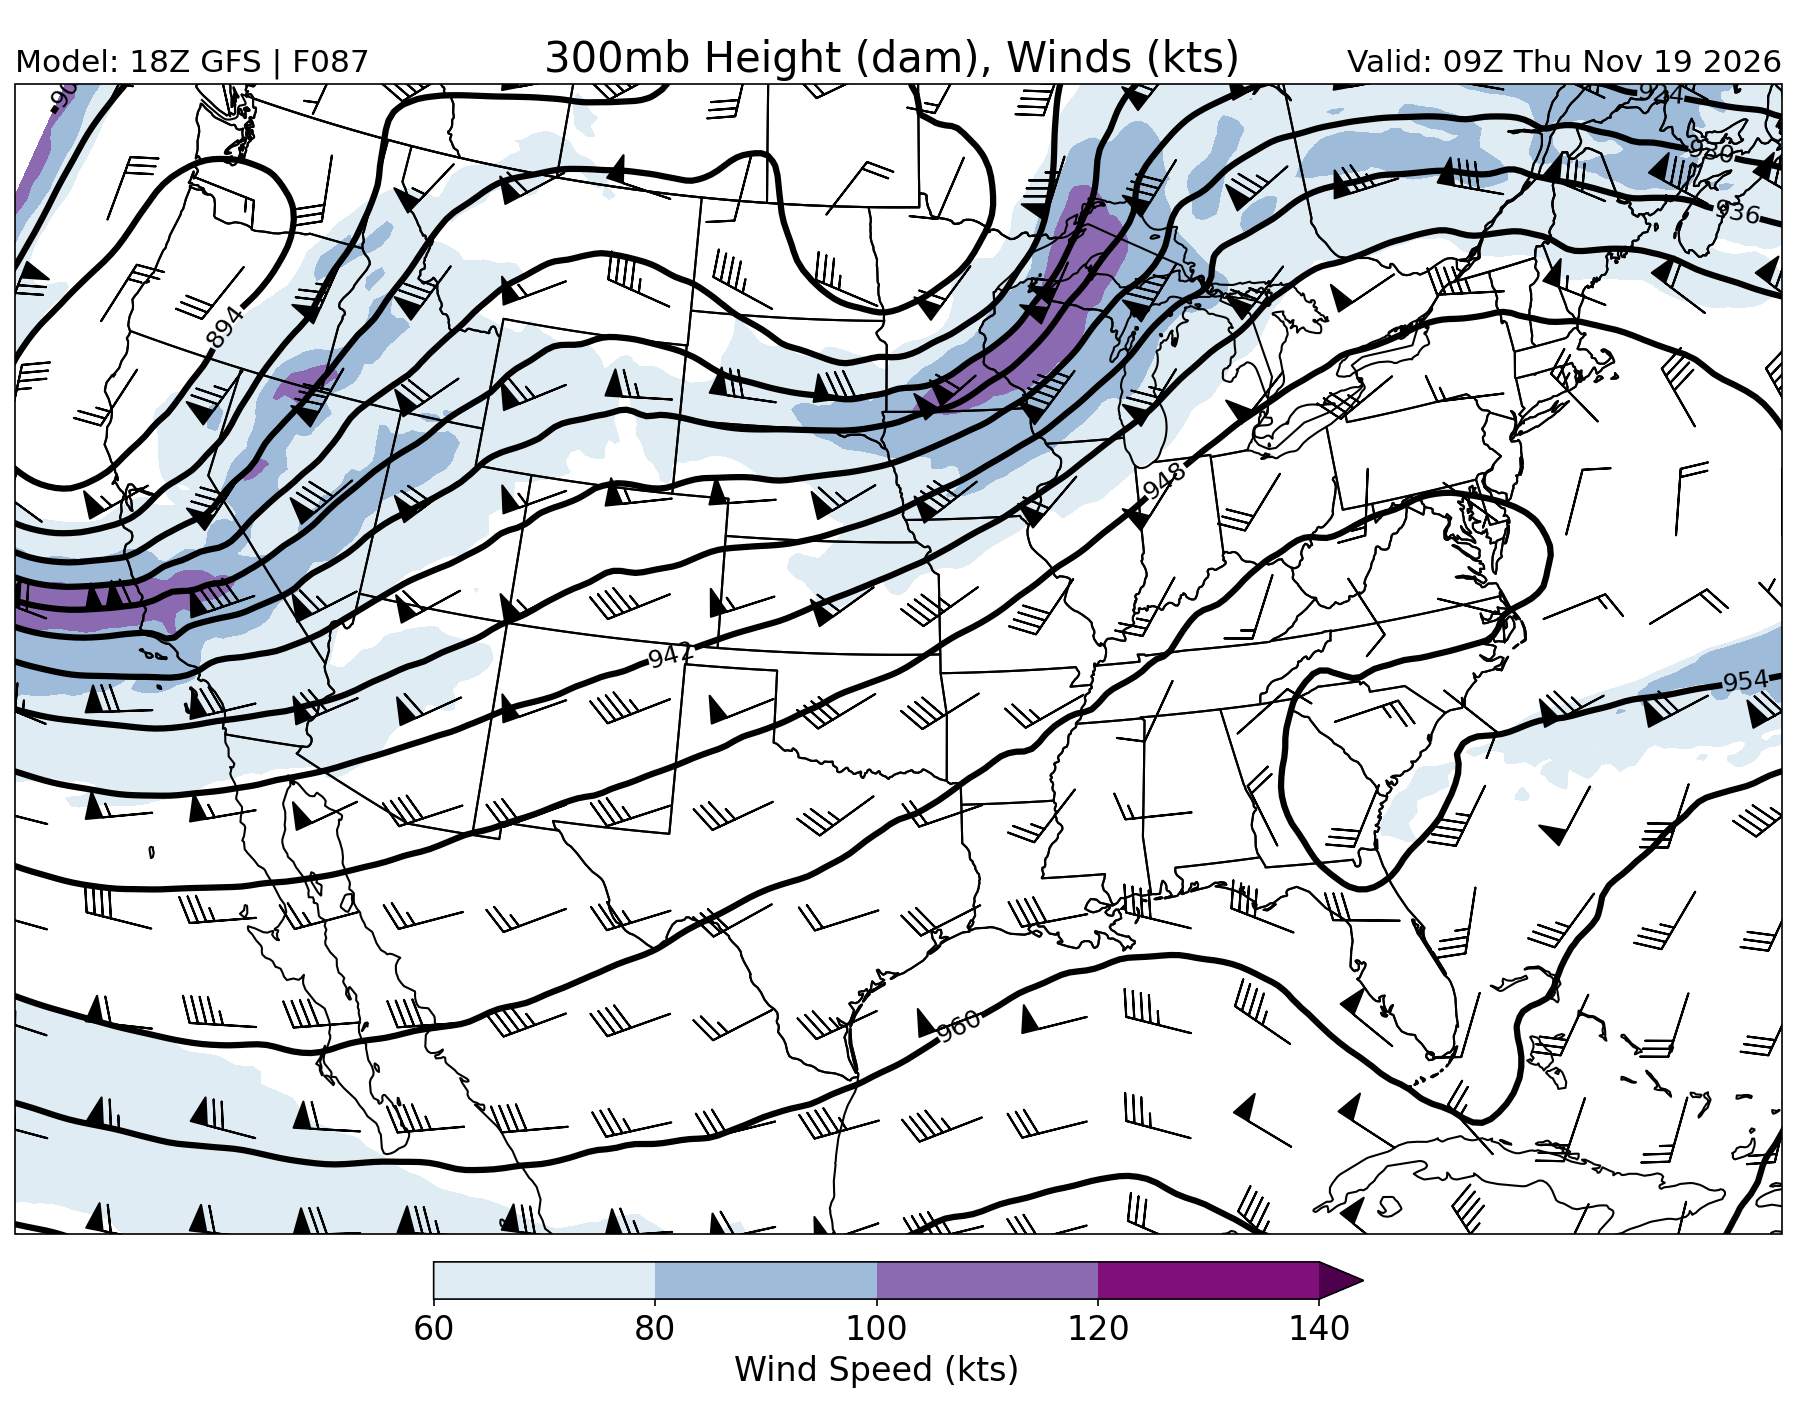 Model: 18Z GFS | F087
300mb Height (dam), Winds (kts)
Valid: 09Z Thu Nov 19 2026
924
930
936
894
948
942
954
960
60 80 100 120 140
Wind Speed (kts)